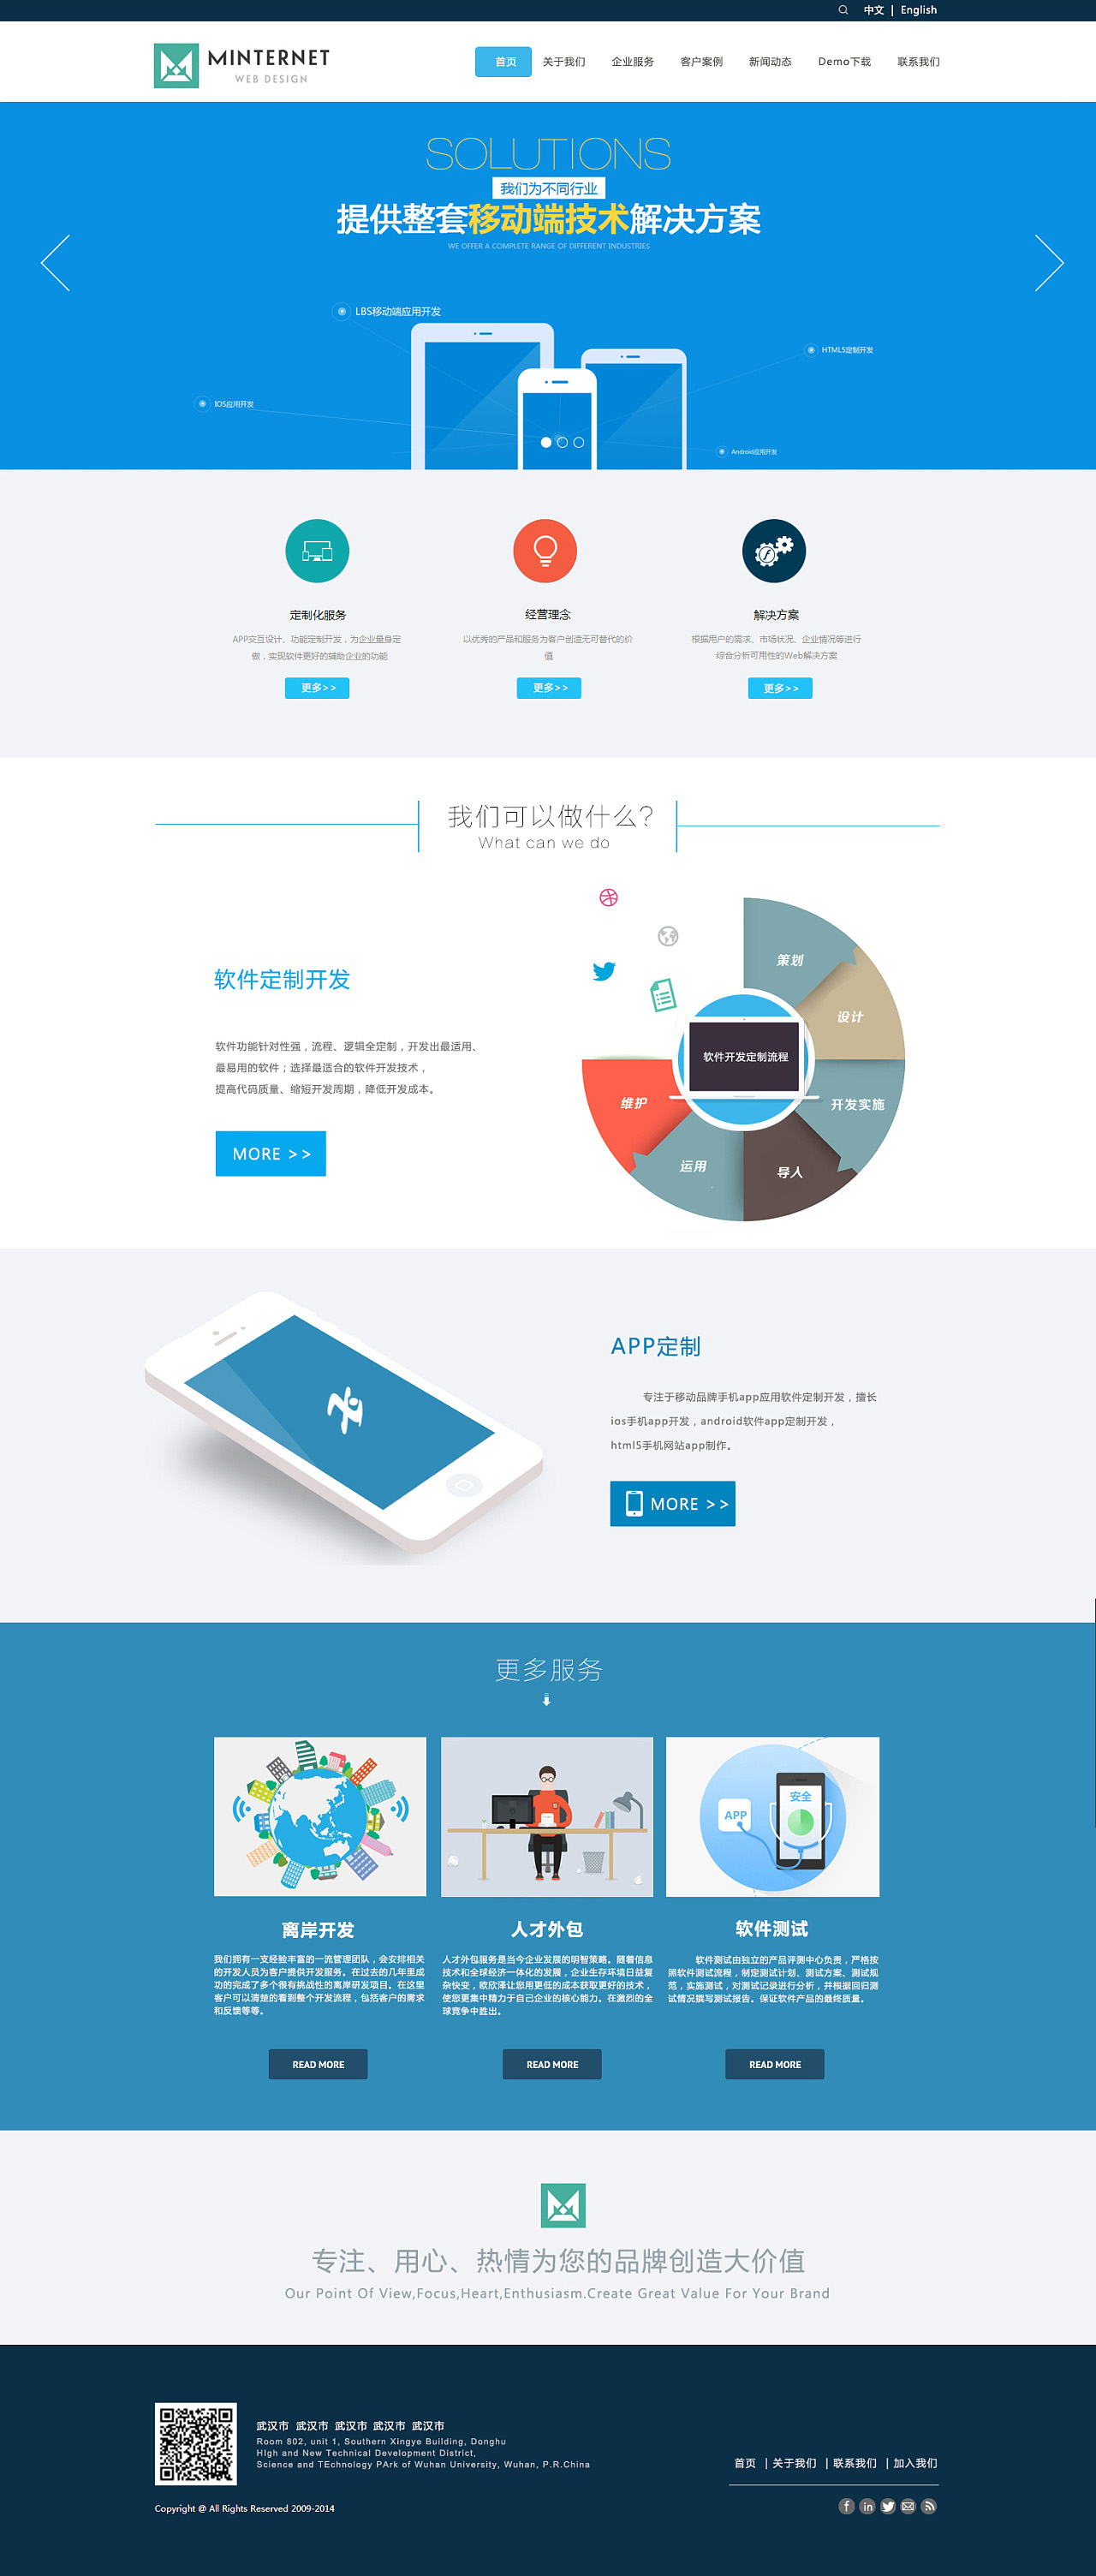 中文 | English
MINTERNET
WEB DESIGN
首页 关于我们 企业服务 客户案例 新闻动态 Demo下载 联系我们
SOLUTIONS
我们为不同行业
提供整套移动端技术解决方案
WE OFFER A COMPLETE RANGE OF DIFFERENT INDUSTRIES
LBS移动端应用开发
HTML5定制开发
IOS应用开发
Android应用开发
定制化服务
APP交互设计、功能定制开发，为企业量身定
做，实现软件更好的辅助企业的功能
更多>>
经营理念
以优秀的产品和服务为客户创造无可替代的价
值
更多>>
解决方案
根据用户的需求、市场状况、企业情况等进行
综合分析可用性的Web解决方案
更多>>
我们可以做什么?
What can we do
软件定制开发
软件功能针对性强，流程、逻辑全定制，开发出最适用、
最易用的软件；选择最适合的软件开发技术，
提高代码质量、缩短开发周期，降低开发成本。
MORE >>
策划
设计
软件开发定制流程
开发实施
维护
运用
导人
APP定制
专注于移动品牌手机app应用软件定制开发，擅长
ios手机app开发，android软件app定制开发，
html5手机网站app制作。
MORE >>
更多服务
APP
安全
离岸开发
我们拥有一支经验丰富的一流管理团队，会安排相关
的开发人员为客户提供开发服务。在过去的几年里成
功的完成了多个很有挑战性的离岸研发项目。在这里
客户可以清楚的看到整个开发流程，包括客户的需求
和反馈等等。
READ MORE
人才外包
人才外包服务是当今企业发展的明智策略。随着信息
技术和全球经济一体化的发展，企业生存环境日益复
杂快变，欧欣漾让您用更低的成本获取更好的技术，
使您更集中精力于自己企业的核心能力。在激烈的全
球竞争中胜出。
READ MORE
软件测试
软件测试由独立的产品评测中心负责，严格按
照软件测试流程，制定测试计划、测试方案、测试规
范，实施测试，对测试记录进行分析，并根据回归测
试情况撰写测试报告。保证软件产品的最终质量。
READ MORE
专注、用心、热情为您的品牌创造大价值
Our Point Of View,Focus,Heart,Enthusiasm.Create Great Value For Your Brand
武汉市 武汉市 武汉市 武汉市 武汉市
Room 802, unit 1, Southern Xingye Building, Donghu
HIgh and New Technical Development District,
Science and TEchnology PArk of Wuhan University, Wuhan, P.R.China
首页 | 关于我们 | 联系我们 | 加入我们
Copyright @ All Rights Reserved 2009-2014